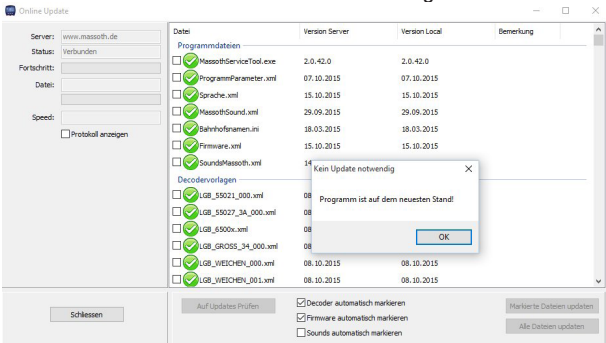 Online Update
Server: www.massoth.de
Status: Verbunden
Fortschritt:
Datei:
Speed:
Protokoll anzeigen
Schliessen
Datei Version Server Version Local Bemerkung
Programmdateien
MassothServiceTool.exe 2.0.42.0 2.0.42.0
ProgrammParameter.xml 07.10.2015 07.10.2015
Sprache.xml 15.10.2015 15.10.2015
MassothSound.xml 29.09.2015 29.09.2015
Bahnhofsnamen.ini 18.03.2015 18.03.2015
Firmware.xml 15.10.2015 15.10.2015
SoundsMassoth.xml 14
Decodervorlagen
LGB_55021_000.xml 08
LGB_55027_3A_000.xml 08
LGB_6500x.xml 08
LGB_GROSS_34_000.xml 08
LGB_WEICHEN_000.xml 08.10.2015 08.10.2015
LGB_WEICHEN_001.xml 08.10.2015 08.10.2015
Kein Update notwendig
Programm ist auf dem neuesten Stand!
OK
Auf Updates Prüfen
Decoder automatisch markieren
Firmware automatisch markieren
Sounds automatisch markieren
Markierte Dateien updaten
Alle Dateien updaten